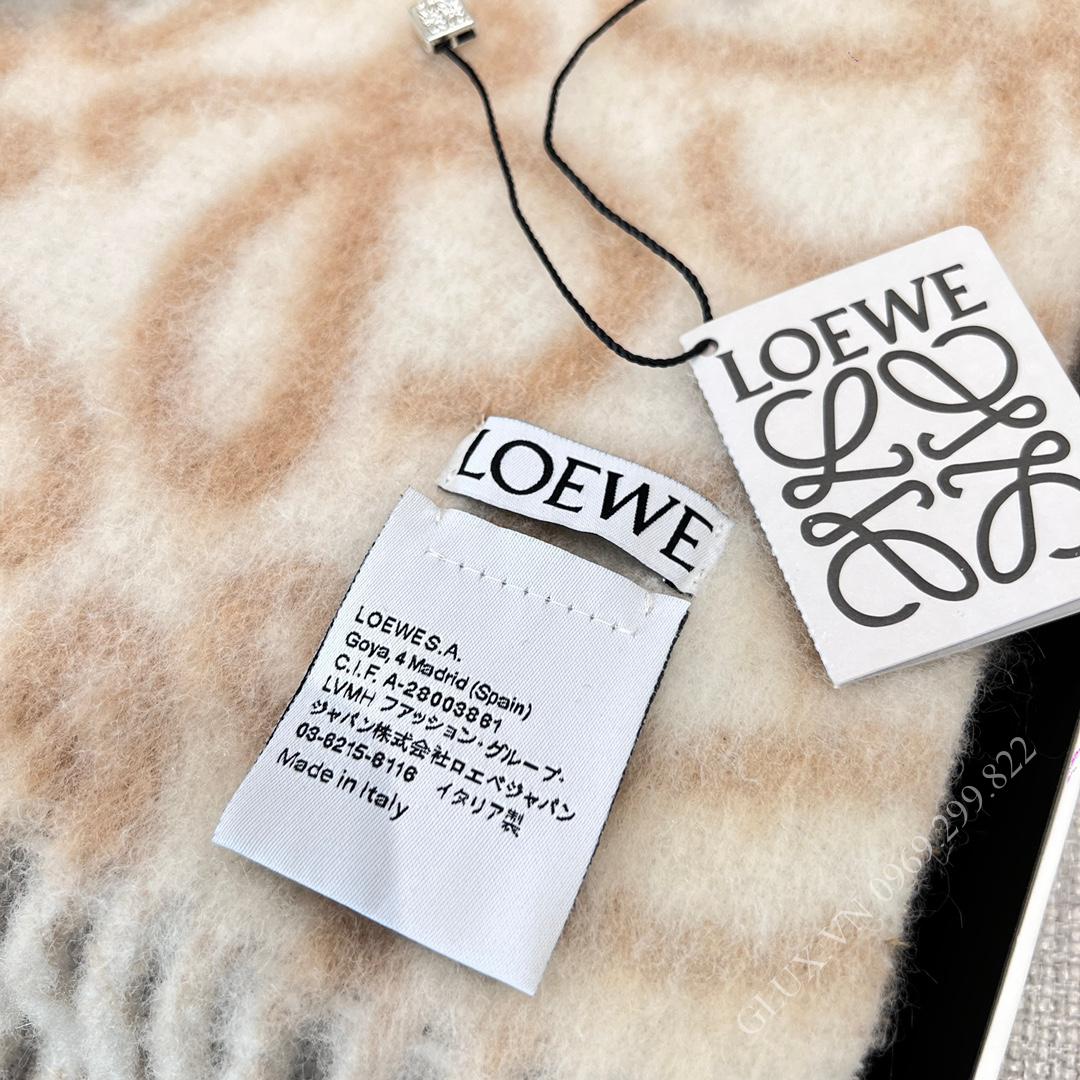 LOEWE
LOEWE
LOEWE S.A.
Goya, 4 Madrid (Spain)
C.I.F. A-28003861
LVMH ファッション・グループ・
ジャパン株式会社ロエベジャパン
03-6215-6116 イタリア製
Made in Italy
GLUX VN 0969.299.822